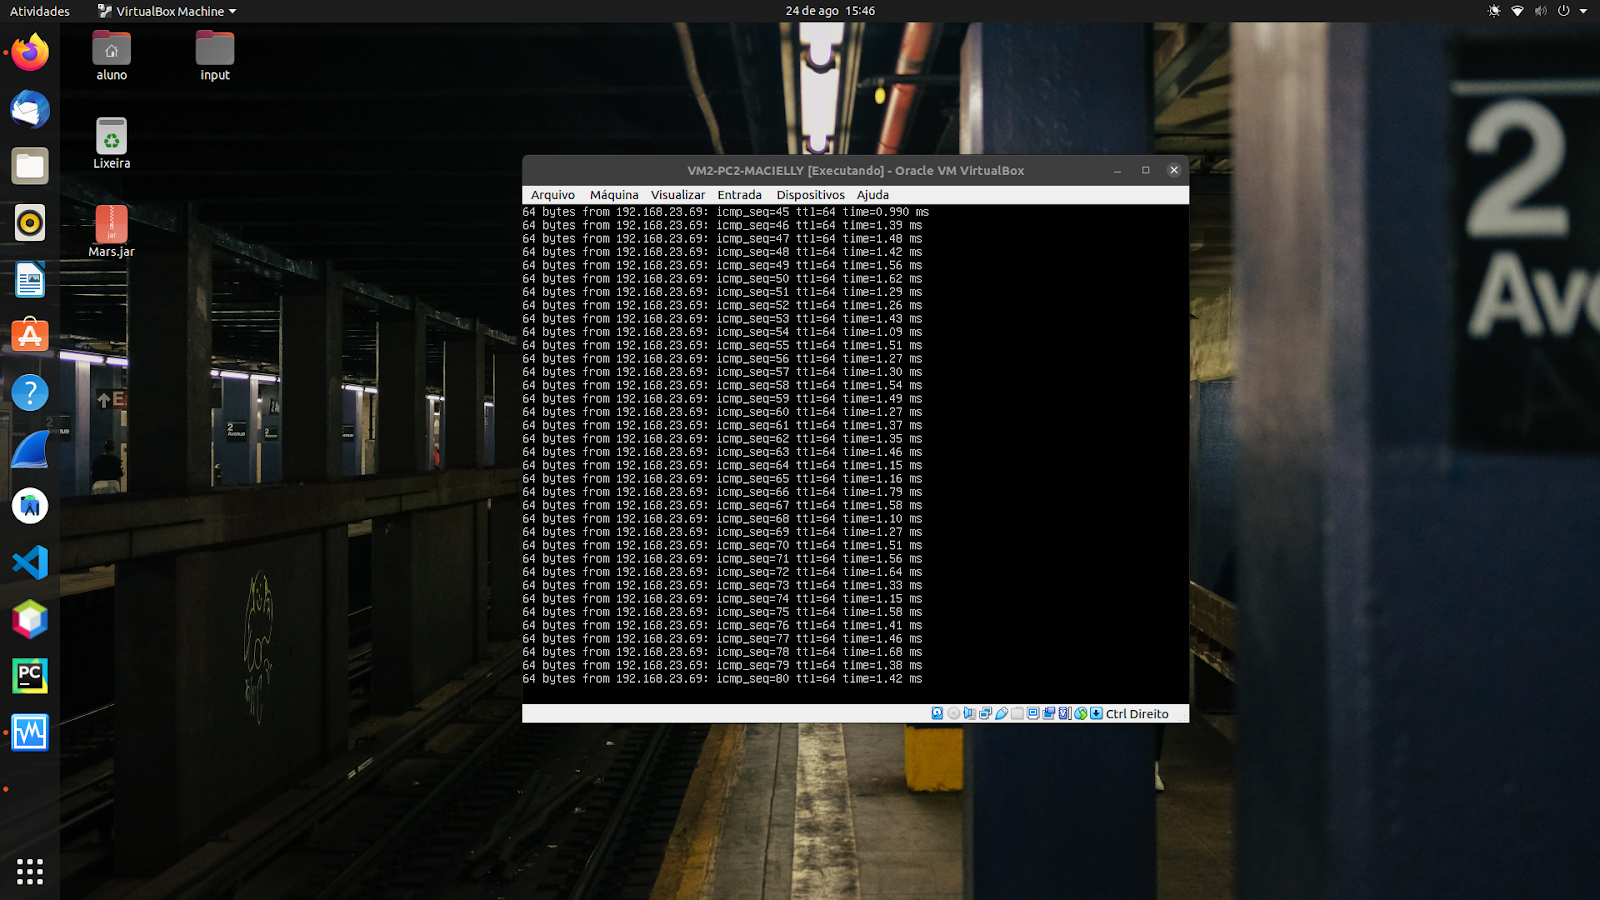 Atividades
VirtualBox Machine
24 de ago 15:46
aluno
input
Lixeira
jar
Mars.jar
VM2-PC2-MACIELLY [Executando] - Oracle VM VirtualBox
Arquivo Máquina Visualizar Entrada Dispositivos Ajuda
64 bytes from 192.168.23.69: icmp_seq=45 ttl=64 time=0.990 ms
64 bytes from 192.168.23.69: icmp_seq=46 ttl=64 time=1.39 ms
64 bytes from 192.168.23.69: icmp_seq=47 ttl=64 time=1.48 ms
64 bytes from 192.168.23.69: icmp_seq=48 ttl=64 time=1.42 ms
64 bytes from 192.168.23.69: icmp_seq=49 ttl=64 time=1.56 ms
64 bytes from 192.168.23.69: icmp_seq=50 ttl=64 time=1.62 ms
64 bytes from 192.168.23.69: icmp_seq=51 ttl=64 time=1.29 ms
64 bytes from 192.168.23.69: icmp_seq=52 ttl=64 time=1.26 ms
64 bytes from 192.168.23.69: icmp_seq=53 ttl=64 time=1.43 ms
64 bytes from 192.168.23.69: icmp_seq=54 ttl=64 time=1.09 ms
64 bytes from 192.168.23.69: icmp_seq=55 ttl=64 time=1.51 ms
64 bytes from 192.168.23.69: icmp_seq=56 ttl=64 time=1.27 ms
64 bytes from 192.168.23.69: icmp_seq=57 ttl=64 time=1.30 ms
64 bytes from 192.168.23.69: icmp_seq=58 ttl=64 time=1.54 ms
64 bytes from 192.168.23.69: icmp_seq=59 ttl=64 time=1.49 ms
64 bytes from 192.168.23.69: icmp_seq=60 ttl=64 time=1.27 ms
64 bytes from 192.168.23.69: icmp_seq=61 ttl=64 time=1.37 ms
64 bytes from 192.168.23.69: icmp_seq=62 ttl=64 time=1.35 ms
64 bytes from 192.168.23.69: icmp_seq=63 ttl=64 time=1.46 ms
64 bytes from 192.168.23.69: icmp_seq=64 ttl=64 time=1.15 ms
64 bytes from 192.168.23.69: icmp_seq=65 ttl=64 time=1.16 ms
64 bytes from 192.168.23.69: icmp_seq=66 ttl=64 time=1.79 ms
64 bytes from 192.168.23.69: icmp_seq=67 ttl=64 time=1.58 ms
64 bytes from 192.168.23.69: icmp_seq=68 ttl=64 time=1.10 ms
64 bytes from 192.168.23.69: icmp_seq=69 ttl=64 time=1.27 ms
64 bytes from 192.168.23.69: icmp_seq=70 ttl=64 time=1.51 ms
64 bytes from 192.168.23.69: icmp_seq=71 ttl=64 time=1.56 ms
64 bytes from 192.168.23.69: icmp_seq=72 ttl=64 time=1.64 ms
64 bytes from 192.168.23.69: icmp_seq=73 ttl=64 time=1.33 ms
64 bytes from 192.168.23.69: icmp_seq=74 ttl=64 time=1.15 ms
64 bytes from 192.168.23.69: icmp_seq=75 ttl=64 time=1.58 ms
64 bytes from 192.168.23.69: icmp_seq=76 ttl=64 time=1.41 ms
64 bytes from 192.168.23.69: icmp_seq=77 ttl=64 time=1.46 ms
64 bytes from 192.168.23.69: icmp_seq=78 ttl=64 time=1.68 ms
64 bytes from 192.168.23.69: icmp_seq=79 ttl=64 time=1.38 ms
64 bytes from 192.168.23.69: icmp_seq=80 ttl=64 time=1.42 ms
Ctrl Direito
PC
2
Ave
2
Avenue